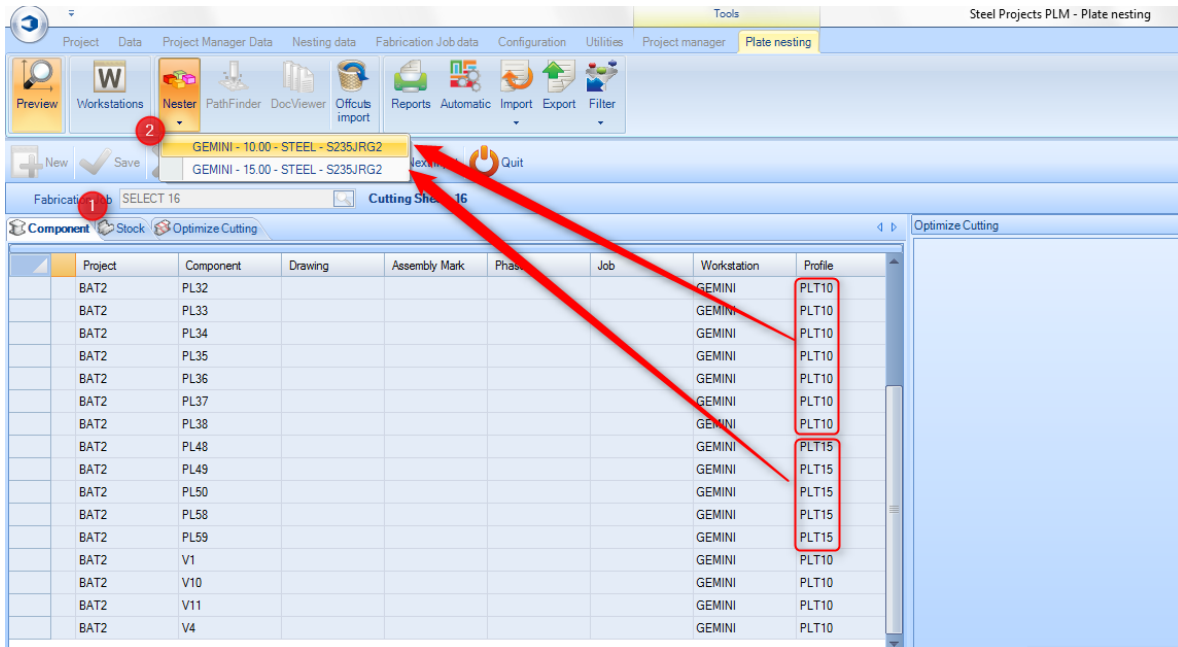 Tools
Steel Projects PLM - Plate nesting
Project Data Project Manager Data Nesting data Fabrication Job data Configuration Utilities Project manager Plate nesting
W
Preview Workstations Nester PathFinder DocViewer Offcuts import Reports Automatic Import Export Filter
2
GEMINI - 10.00 - STEEL - S235JRG2
New Save Quit
GEMINI - 15.00 - STEEL - S235JRG2
Fabrication Job SELECT 16 Cutting Sheet 16
1
Component Stock Optimize Cutting Optimize Cutting
Project Component Drawing Assembly Mark Phase Job Workstation Profile
BAT2 PL32 GEMINI PLT10
BAT2 PL33 GEMINI PLT10
BAT2 PL34 GEMINI PLT10
BAT2 PL35 GEMINI PLT10
BAT2 PL36 GEMINI PLT10
BAT2 PL37 GEMINI PLT10
BAT2 PL38 GEMINI PLT10
BAT2 PL48 GEMINI PLT15
BAT2 PL49 GEMINI PLT15
BAT2 PL50 GEMINI PLT15
BAT2 PL58 GEMINI PLT15
BAT2 PL59 GEMINI PLT15
BAT2 V1 GEMINI PLT10
BAT2 V10 GEMINI PLT10
BAT2 V11 GEMINI PLT10
BAT2 V4 GEMINI PLT10